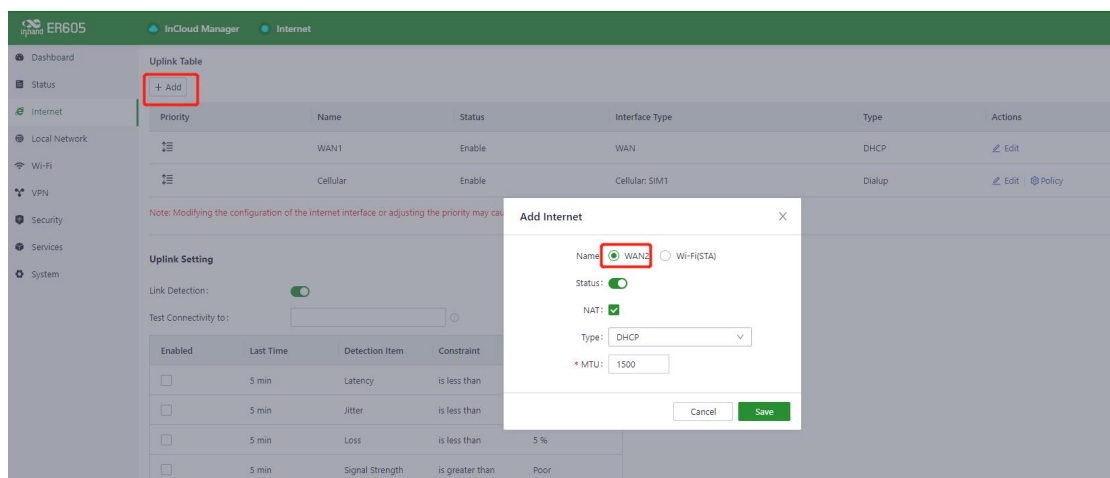 inhand ER605
InCloud Manager Internet
Dashboard
Status
Internet
Local Network
Wi-Fi
VPN
Security
Services
System
Uplink Table
+ Add
Priority Name Status Interface Type Type Actions
WAN1 Enable WAN DHCP Edit
Cellular Enable Cellular: SIM1 Dialup Edit Policy
Note: Modifying the configuration of the internet interface or adjusting the priority may cau
Uplink Setting
Link Detection:
Test Connectivity to:
Enabled Last Time Detection Item Constraint
5 min Latency is less than
5 min Jitter is less than
5 min Loss is less than 5 %
5 min Signal Strength is greater than Poor
Add Internet
Name: WAN2 Wi-Fi(STA)
Status:
NAT:
Type: DHCP
* MTU: 1500
Cancel Save